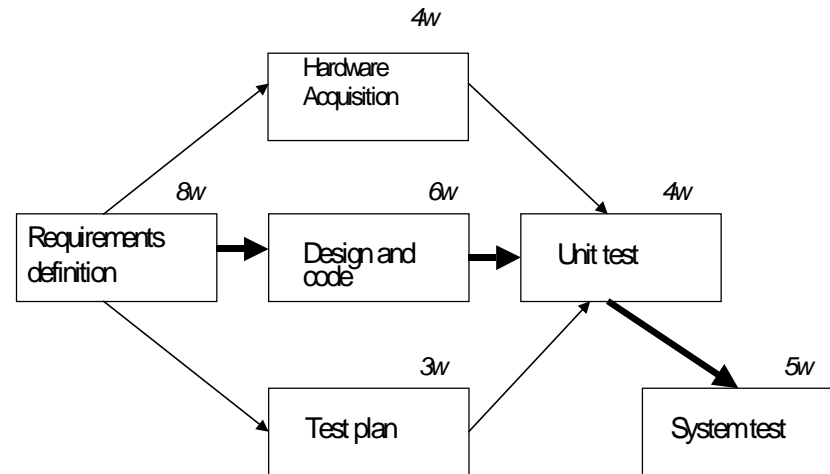 4w
Hardware
Acquisition
8w
Requirements
definition
6w
Design and
code
4w
Unit test
3w
Test plan
5w
System test